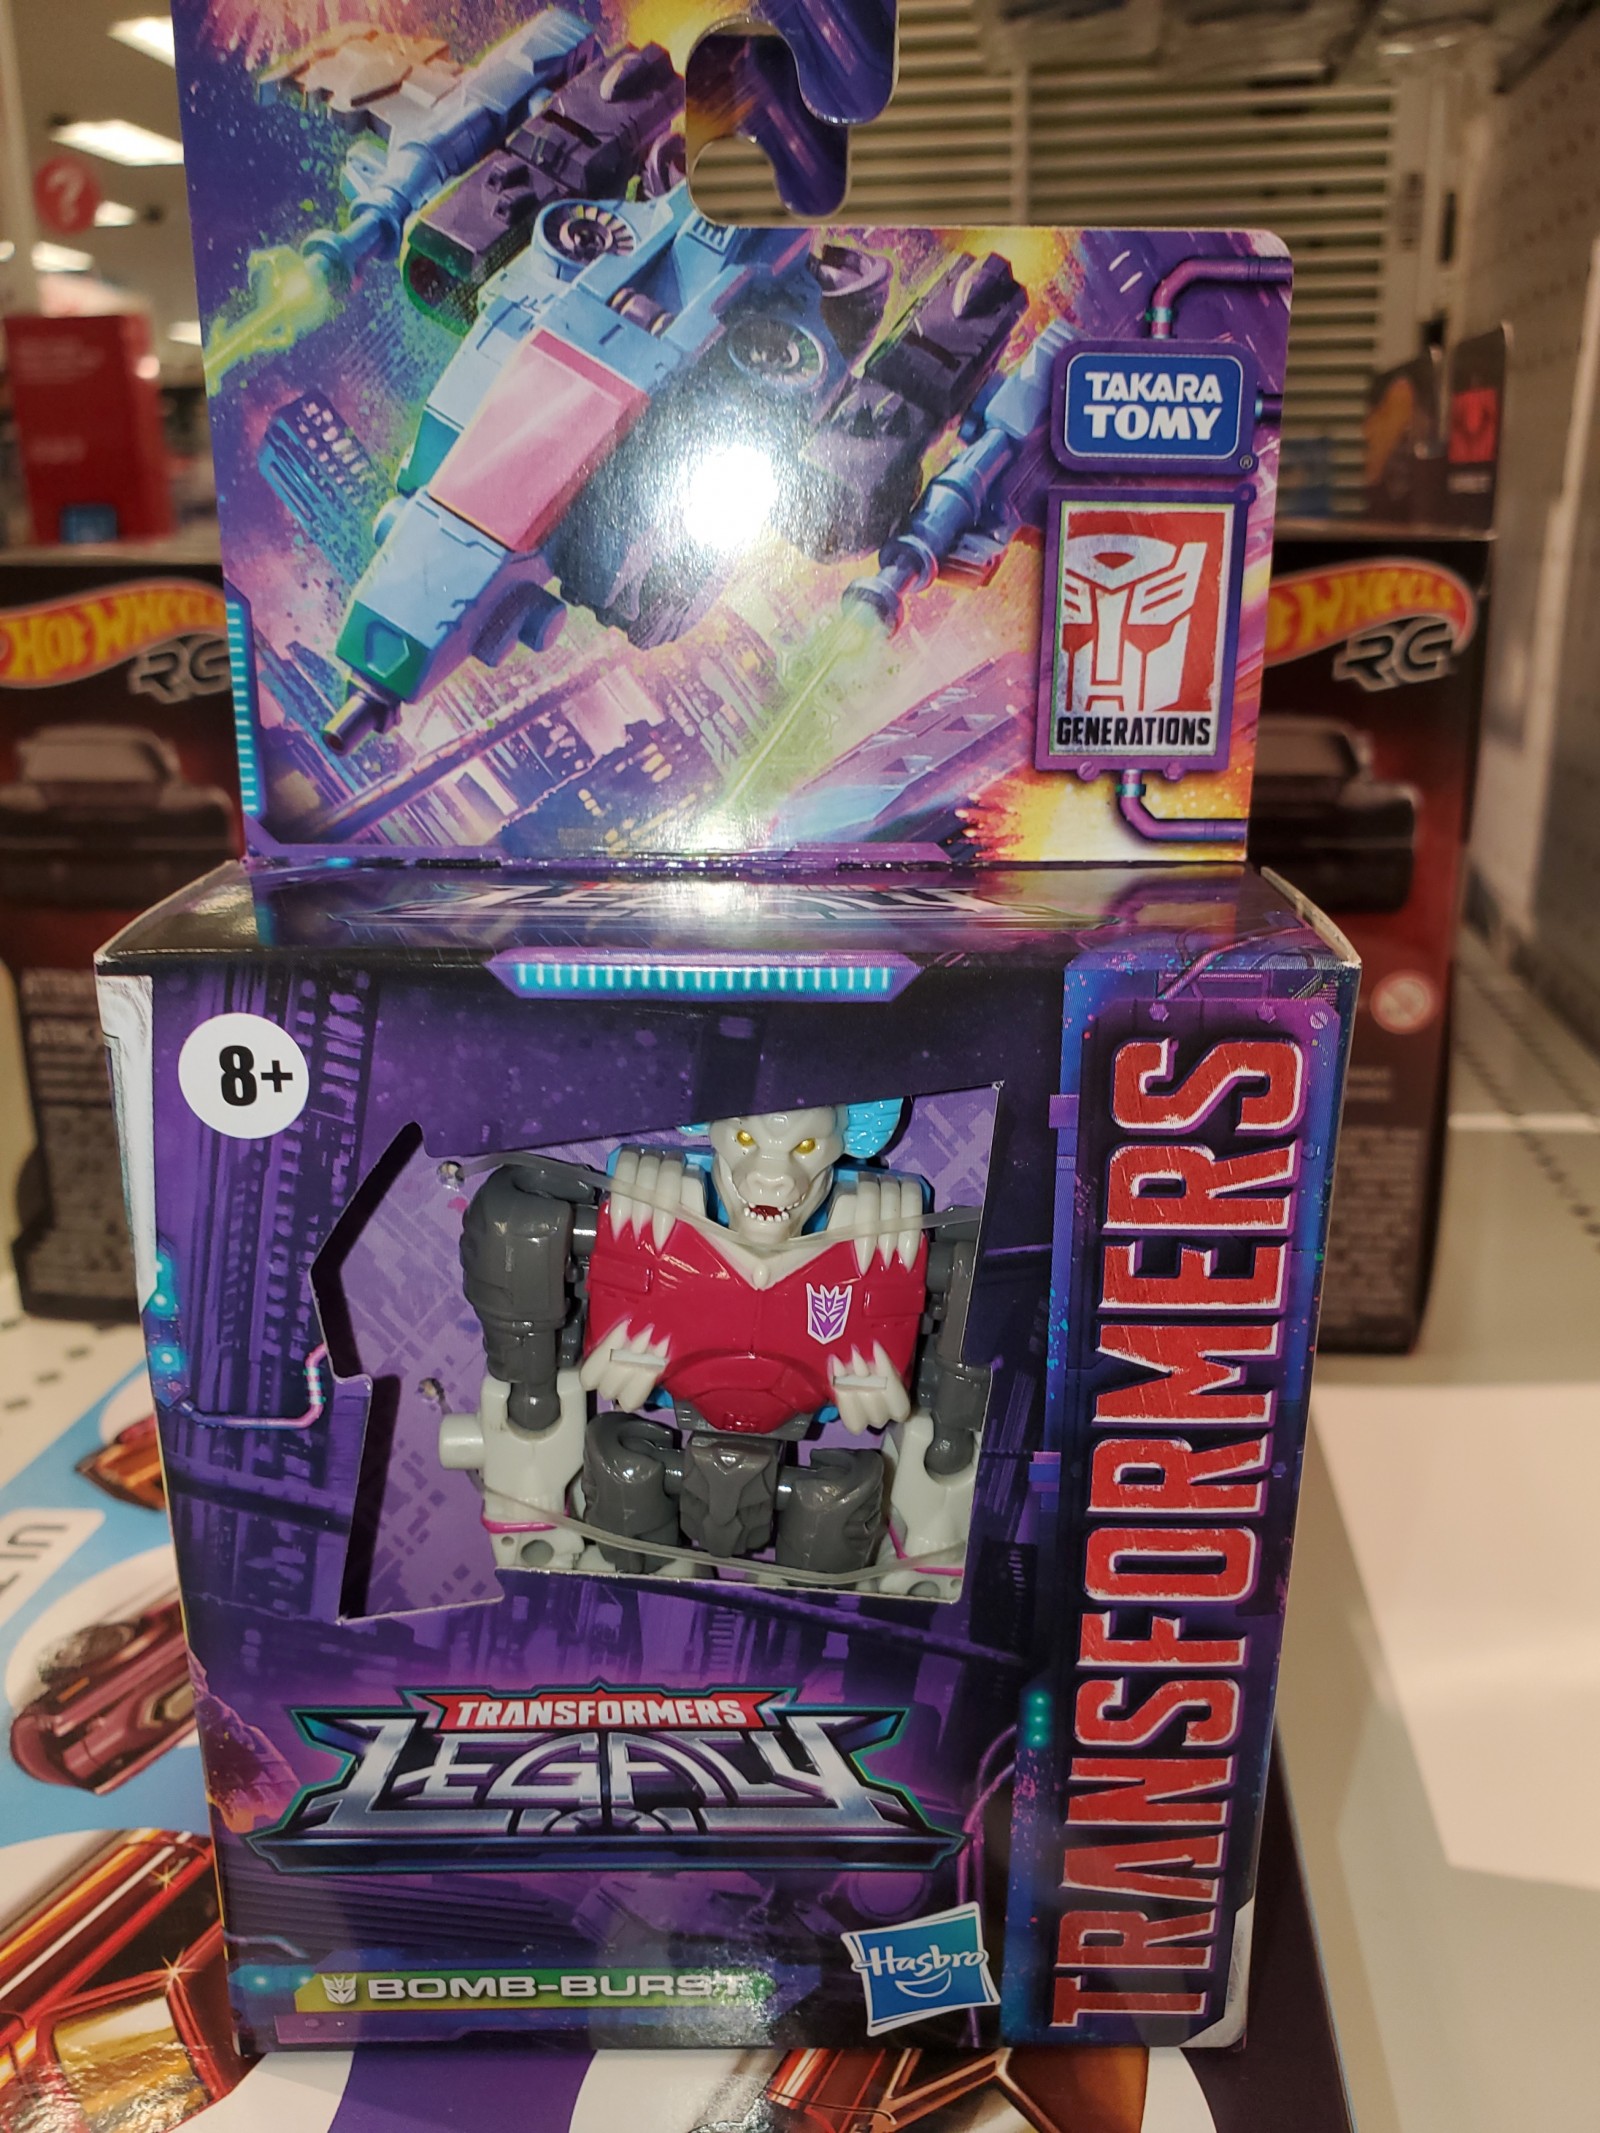 TAKARA
TOMY
®
GENERATIONS
HOT WHEELS
RC
HOT WHEELS
RC
8+
TRANSFORMERS
TRANSFORMERS
LEGACY
BOMB-BURST
Hasbro